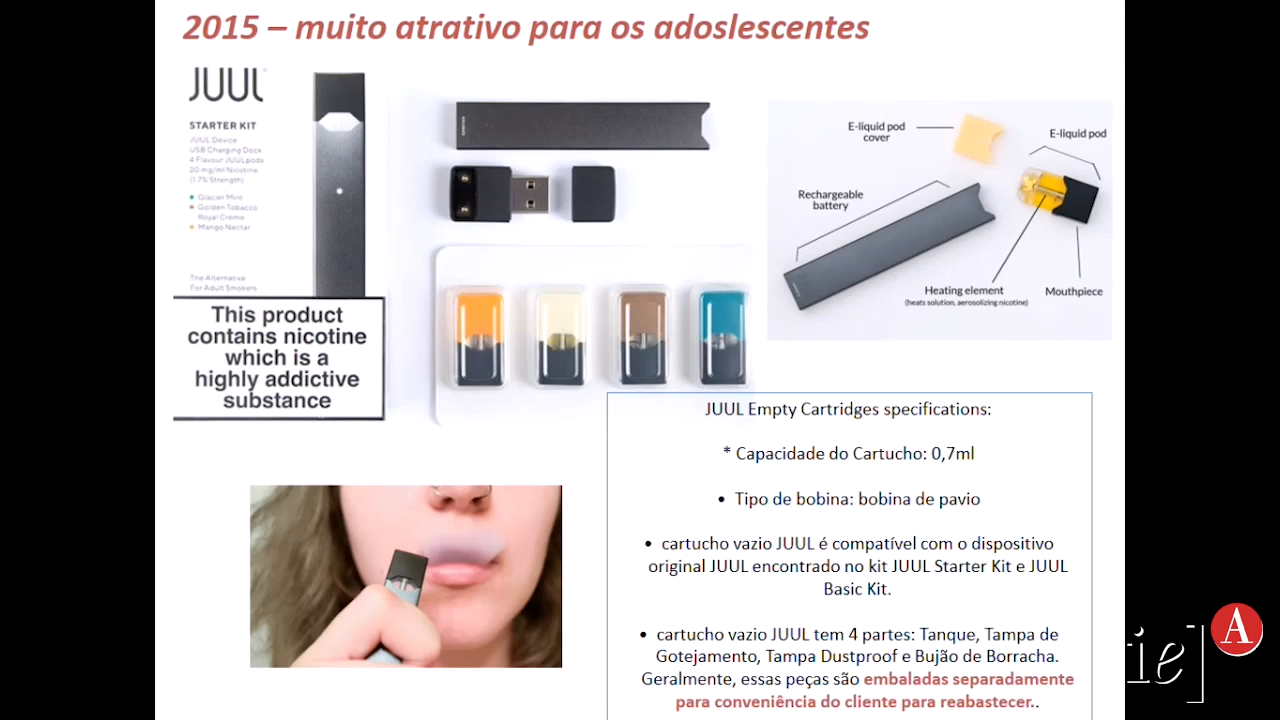 2015 – muito atrativo para os adoslescentes
JUUL
STARTER KIT
JUUL Device
USB Charging Dock
4 Flavour JUULpods
20 mg/ml Nicotine
(1.7% Strength)
Glacier Mint
Golden Tobacco
Royal Creme
Mango Nectar
The Alternative
For Adult Smokers
This product
contains nicotine
which is a
highly addictive
substance
E-liquid pod
cover
E-liquid pod
Rechargeable
battery
Heating element
(heats solution, aerosolizing nicotine)
Mouthpiece
JUUL Empty Cartridges specifications:
* Capacidade do Cartucho: 0,7ml
• Tipo de bobina: bobina de pavio
• cartucho vazio JUUL é compatível com o dispositivo
original JUUL encontrado no kit JUUL Starter Kit e JUUL
Basic Kit.
• cartucho vazio JUUL tem 4 partes: Tanque, Tampa de
Gotejamento, Tampa Dustproof e Bujão de Borracha.
Geralmente, essas peças são embaladas separadamente
para conveniência do cliente para reabastecer..
ie]
A